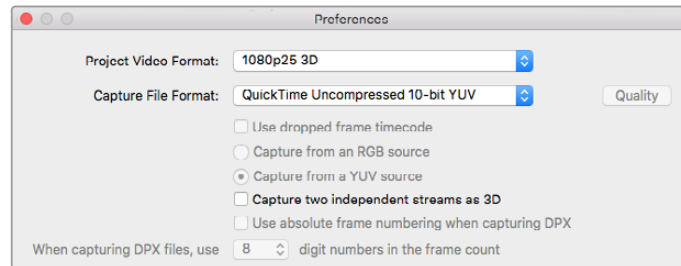 Preferences
Project Video Format: 1080p25 3D
Capture File Format: QuickTime Uncompressed 10-bit YUV Quality
Use dropped frame timecode
Capture from an RGB source
Capture from a YUV source
Capture two independent streams as 3D
Use absolute frame numbering when capturing DPX
When capturing DPX files, use 8 digit numbers in the frame count